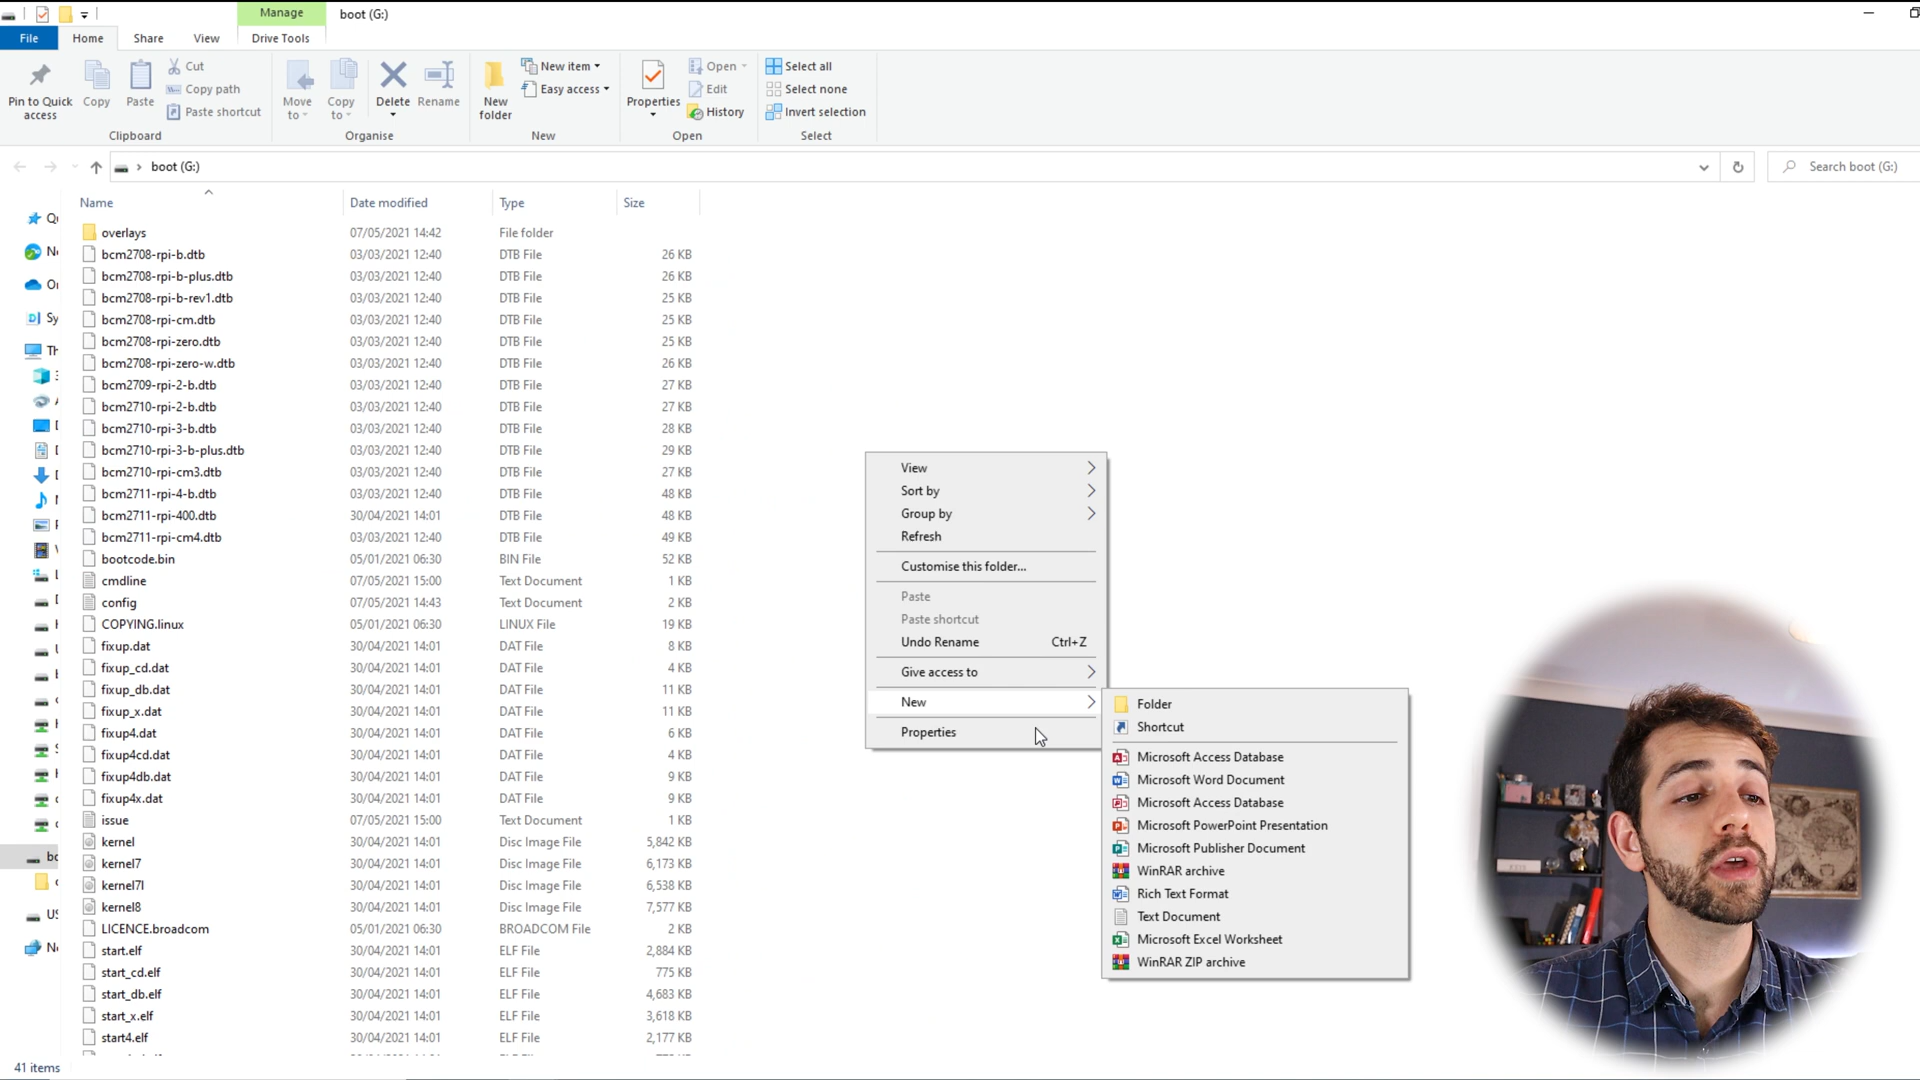 Manage
boot (G:)
File
Home
Share
View
Drive Tools
Pin to Quick access
Copy
Paste
Cut
Copy path
Paste shortcut
Clipboard
Move to
Copy to
Delete
Rename
Organise
New folder
New item
Easy access
New
Properties
Open
Edit
History
Open
Select all
Select none
Invert selection
Select
boot (G:)
Search boot (G:)
Name Date modified Type Size
overlays 07/05/2021 14:42 File folder
bcm2708-rpi-b.dtb 03/03/2021 12:40 DTB File 26 KB
bcm2708-rpi-b-plus.dtb 03/03/2021 12:40 DTB File 26 KB
bcm2708-rpi-b-rev1.dtb 03/03/2021 12:40 DTB File 25 KB
bcm2708-rpi-cm.dtb 03/03/2021 12:40 DTB File 25 KB
bcm2708-rpi-zero.dtb 03/03/2021 12:40 DTB File 25 KB
bcm2708-rpi-zero-w.dtb 03/03/2021 12:40 DTB File 26 KB
bcm2709-rpi-2-b.dtb 03/03/2021 12:40 DTB File 27 KB
bcm2710-rpi-2-b.dtb 03/03/2021 12:40 DTB File 27 KB
bcm2710-rpi-3-b.dtb 03/03/2021 12:40 DTB File 28 KB
bcm2710-rpi-3-b-plus.dtb 03/03/2021 12:40 DTB File 29 KB
bcm2710-rpi-cm3.dtb 03/03/2021 12:40 DTB File 27 KB
bcm2711-rpi-4-b.dtb 03/03/2021 12:40 DTB File 48 KB
bcm2711-rpi-400.dtb 30/04/2021 14:01 DTB File 48 KB
bcm2711-rpi-cm4.dtb 03/03/2021 12:40 DTB File 49 KB
bootcode.bin 05/01/2021 06:30 BIN File 52 KB
cmdline 07/05/2021 15:00 Text Document 1 KB
config 07/05/2021 14:43 Text Document 2 KB
COPYING.linux 05/01/2021 06:30 LINUX File 19 KB
fixup.dat 30/04/2021 14:01 DAT File 8 KB
fixup_cd.dat 30/04/2021 14:01 DAT File 4 KB
fixup_db.dat 30/04/2021 14:01 DAT File 11 KB
fixup_x.dat 30/04/2021 14:01 DAT File 11 KB
fixup4.dat 30/04/2021 14:01 DAT File 6 KB
fixup4cd.dat 30/04/2021 14:01 DAT File 4 KB
fixup4db.dat 30/04/2021 14:01 DAT File 9 KB
fixup4x.dat 30/04/2021 14:01 DAT File 9 KB
issue 07/05/2021 15:00 Text Document 1 KB
kernel 30/04/2021 14:01 Disc Image File 5,842 KB
kernel7 30/04/2021 14:01 Disc Image File 6,173 KB
kernel7l 30/04/2021 14:01 Disc Image File 6,538 KB
kernel8 30/04/2021 14:01 Disc Image File 7,577 KB
LICENCE.broadcom 05/01/2021 06:30 BROADCOM File 2 KB
start.elf 30/04/2021 14:01 ELF File 2,884 KB
start_cd.elf 30/04/2021 14:01 ELF File 775 KB
start_db.elf 30/04/2021 14:01 ELF File 4,683 KB
start_x.elf 30/04/2021 14:01 ELF File 3,618 KB
start4.elf 30/04/2021 14:01 ELF File 2,177 KB
41 items
View
Sort by
Group by
Refresh
Customise this folder...
Paste
Paste shortcut
Undo Rename Ctrl+Z
Give access to
New
Properties
Folder
Shortcut
Microsoft Access Database
Microsoft Word Document
Microsoft Access Database
Microsoft PowerPoint Presentation
Microsoft Publisher Document
WinRAR archive
Rich Text Format
Text Document
Microsoft Excel Worksheet
WinRAR ZIP archive